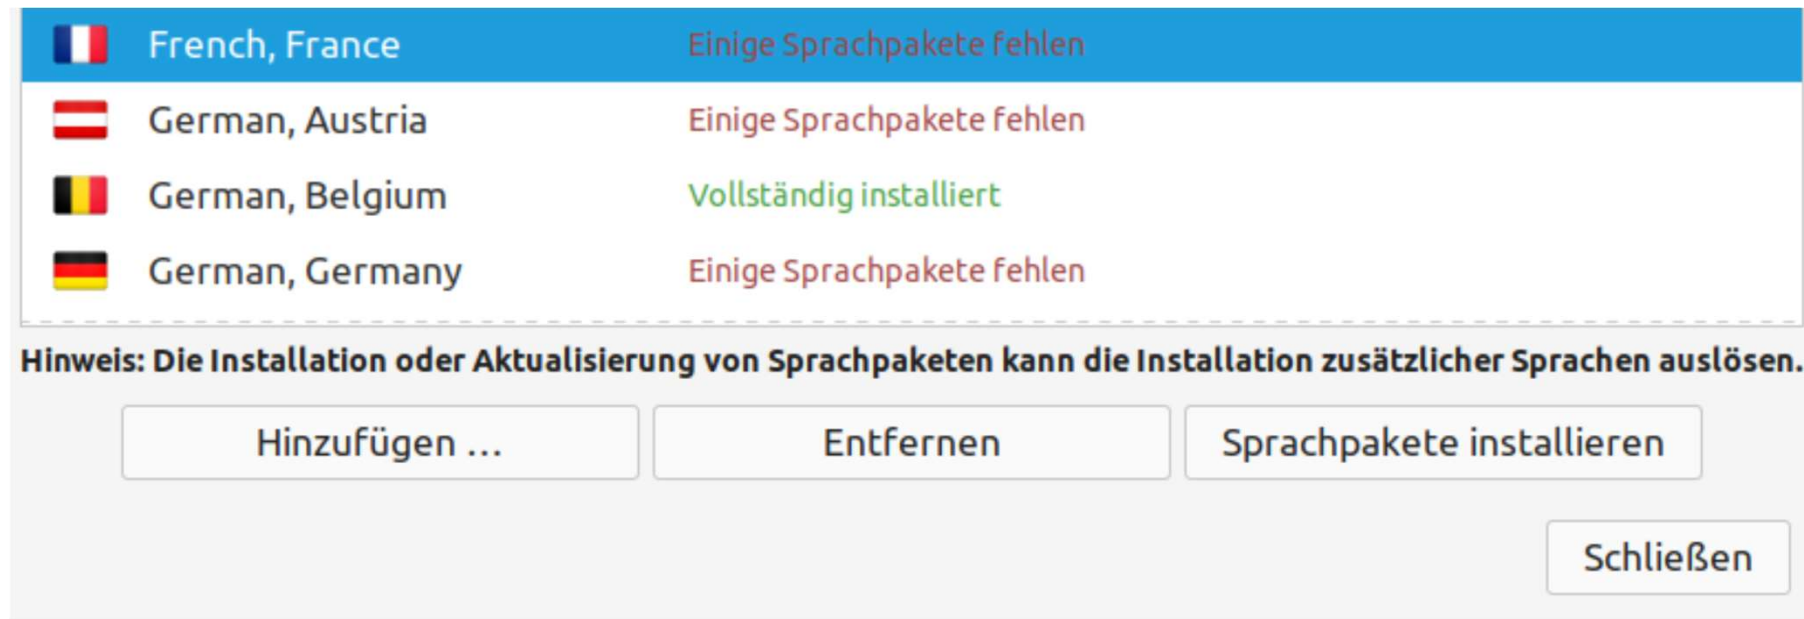 French, France Einige Sprachpakete fehlen
German, Austria Einige Sprachpakete fehlen
German, Belgium Vollständig installiert
German, Germany Einige Sprachpakete fehlen
Hinweis: Die Installation oder Aktualisierung von Sprachpaketen kann die Installation zusätzlicher Sprachen auslösen.
Hinzufügen ... Entfernen Sprachpakete installieren
Schließen